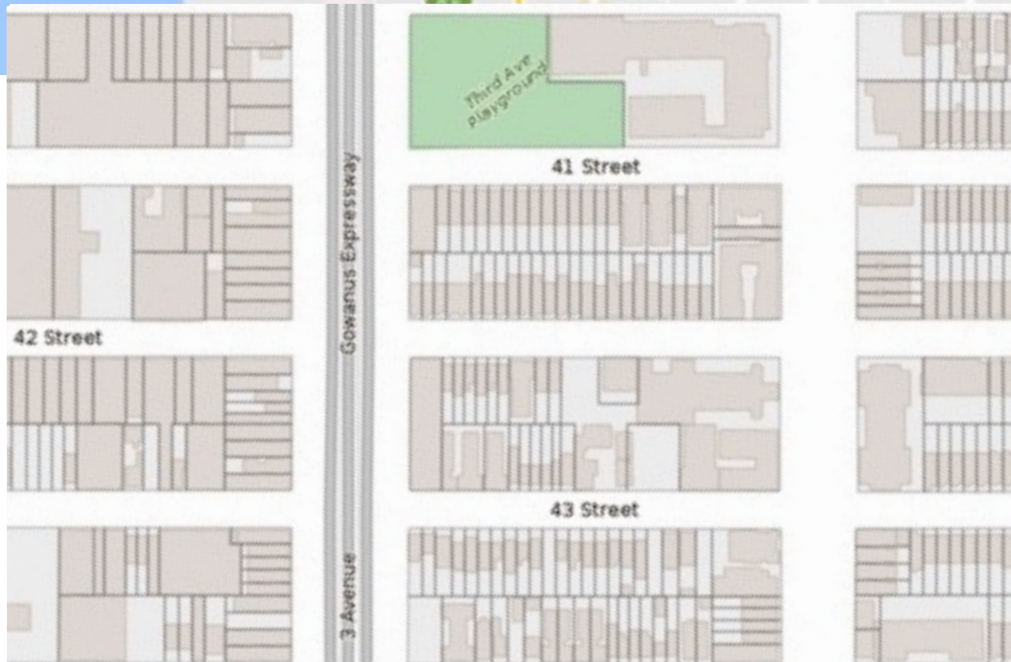 Third Ave
playground
41 Street
Gowanus Expressway
42 Street
43 Street
3 Avenue